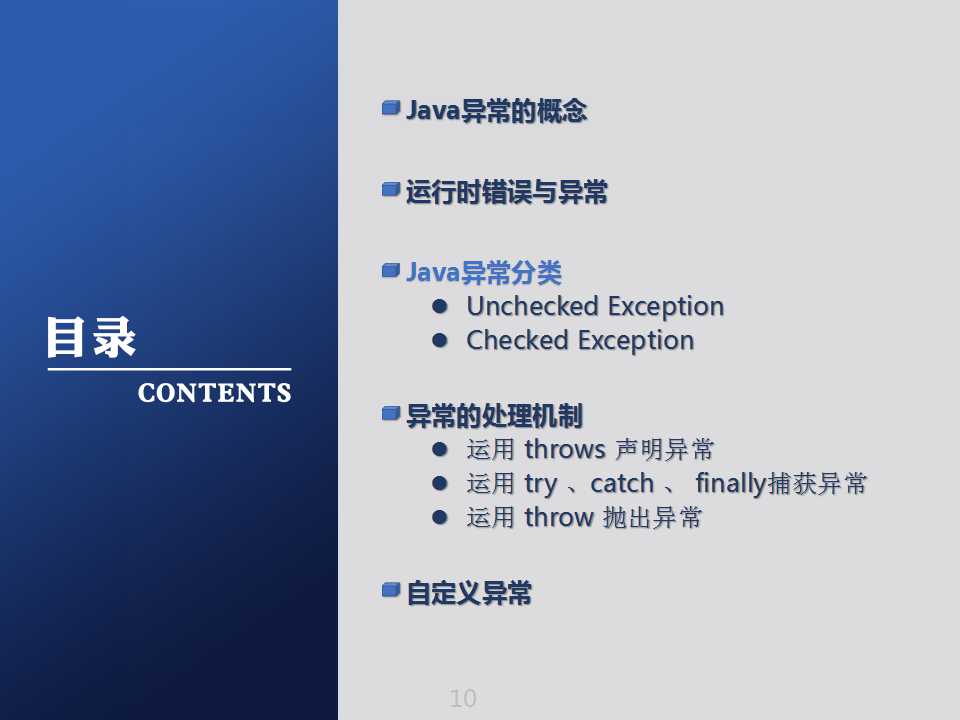 目录
CONTENTS
Java异常的概念
运行时错误与异常
Java异常分类
Unchecked Exception
Checked Exception
异常的处理机制
运用 throws 声明异常
运用 try 、catch 、 finally捕获异常
运用 throw 抛出异常
自定义异常
10